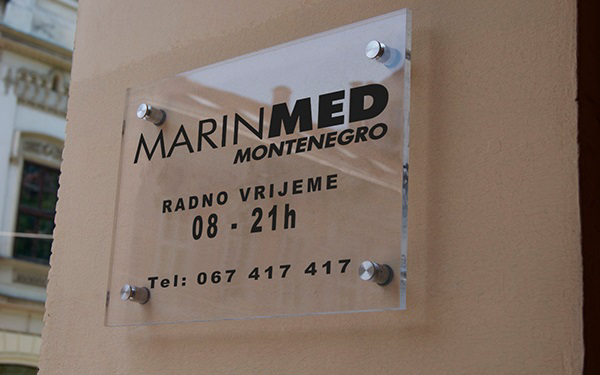 MARINMED
MONTENEGRO
RADNO VRIJEME
08 - 21h
Tel: 067 417 417